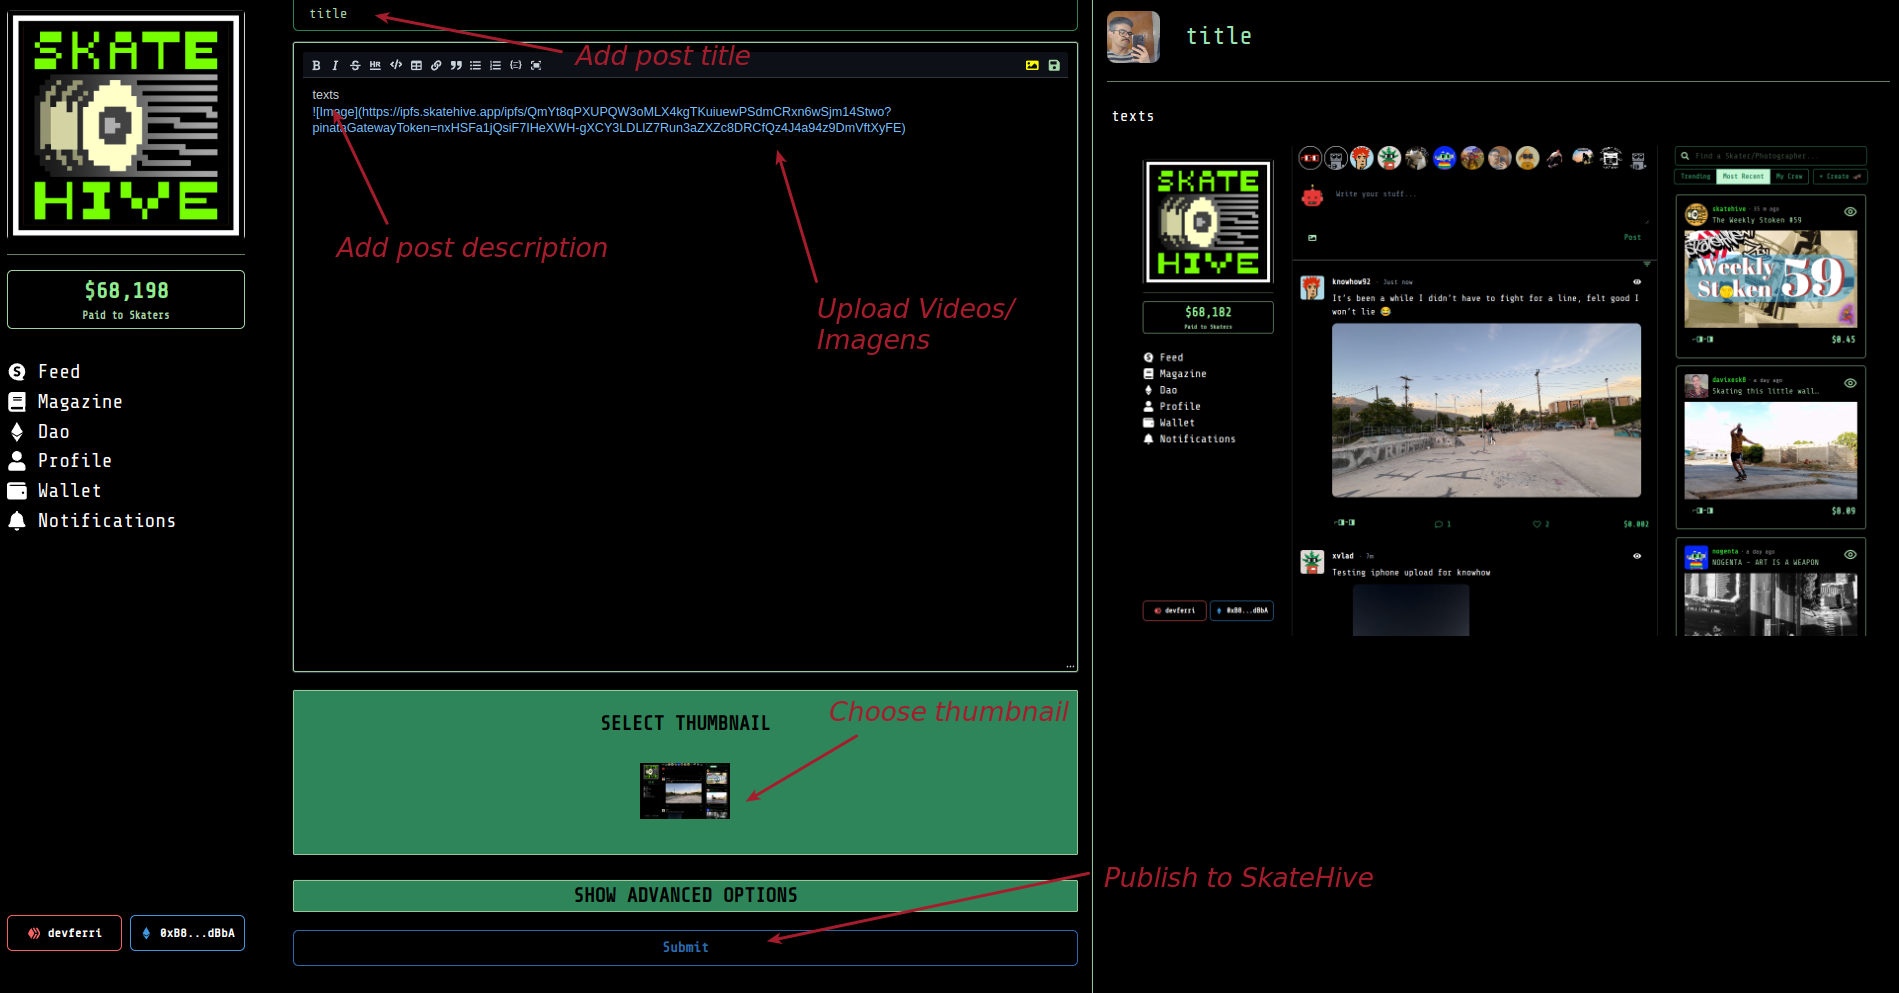 SKATE
HIVE
$68,198
Paid to Skaters
Feed
Magazine
Dao
Profile
Wallet
Notifications
devferri
0xB0...dBbA
title
Add post title
B I S HR
texts
![Image](https://ipfs.skatehive.app/ipfs/QmYt8qPXUPQW3oMLX4kgTKuiuewPSdmCRxn6wSjm14Stwo?
pinataGatewayToken=nxHSFa1jQsiF7IHeXWH-gXCY3LDLlZ7Run3aZXZc8DRCfQz4J4a94z9DmVftXyFE)
Add post description
Upload Videos/
Imagens
SELECT THUMBNAIL
Choose thumbnail
SHOW ADVANCED OPTIONS
Publish to SkateHive
Submit
title
texts
SKATE
HIVE
$68,182
Paid to Skaters
Feed
Magazine
Dao
Profile
Wallet
Notifications
devferri
0xB0...dBbA
Write your stuff...
Post
knowhow92 · Just now
It's been a while I didn't have to fight for a line, felt good I
won't lie 😂
1
2
$0.002
xvlad · 7m
Testing iphone upload for knowhow
Find a Skater/Photographer...
Trending
Most Recent
My Crew
+ Create
skatehive · 35 m ago
The Weekly Stoken #59
Weekly
Stoken
59
$0.45
davixesk8 · a day ago
Skating this little wall…
$8.09
nogenta · a day ago
NOGENTA - ART IS A WEAPON